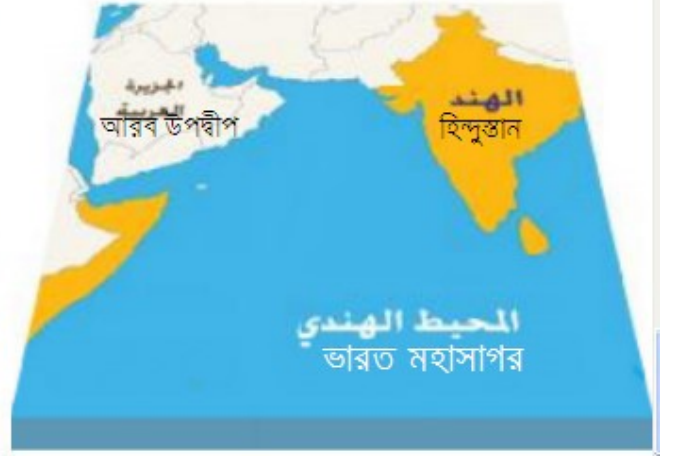 الجزيرة
العربية
আরব উপদ্বীপ
الهند
হিন্দুস্তান
المحيط الهندي
ভারত মহাসাগর